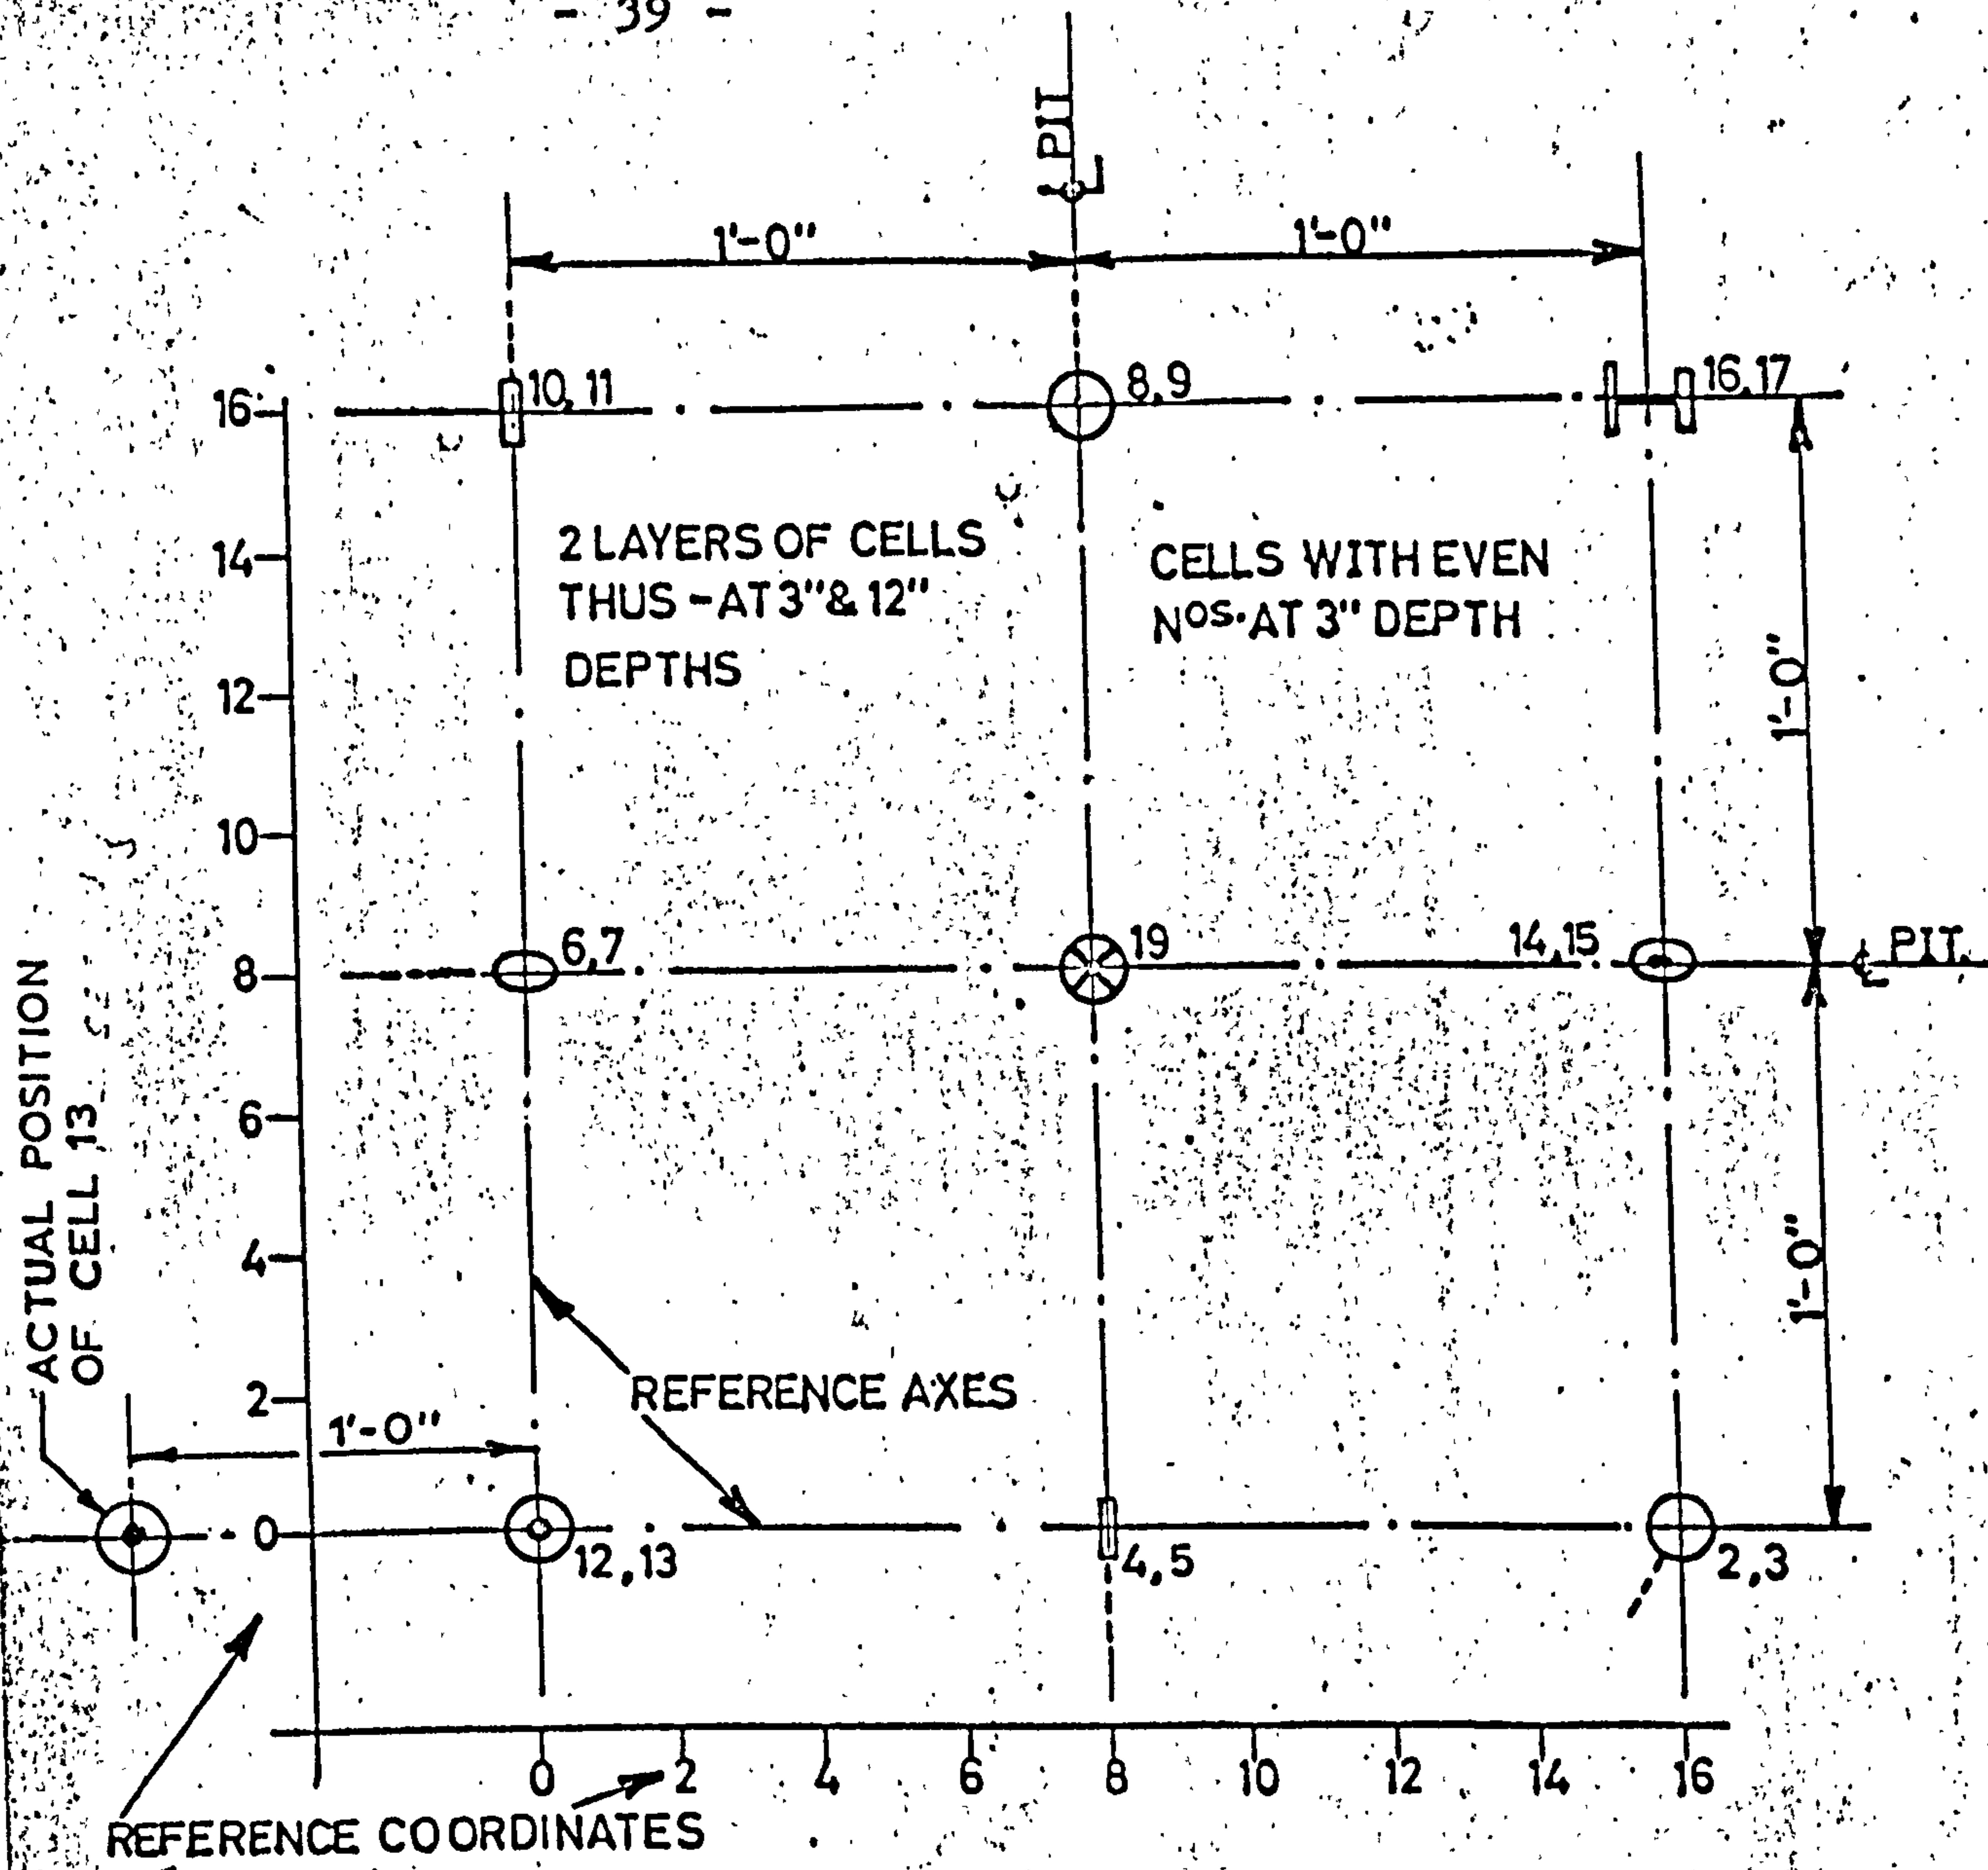 - 39 -
℄ PIT
1'-0" 1'-0"
10,11 8,9 16,17
16
14
12
10
8
6
4
2
0
2 LAYERS OF CELLS
THUS - AT 3" & 12"
DEPTHS
CELLS WITH EVEN
NOS. AT 3" DEPTH
1'-0"
6,7 19 14,15
℄ PIT.
ACTUAL POSITION
OF CELL 13
1'-0"
REFERENCE AXES
1'-0"
12,13 4,5 2,3
0 2 4 6 8 10 12 14 16
REFERENCE COORDINATES